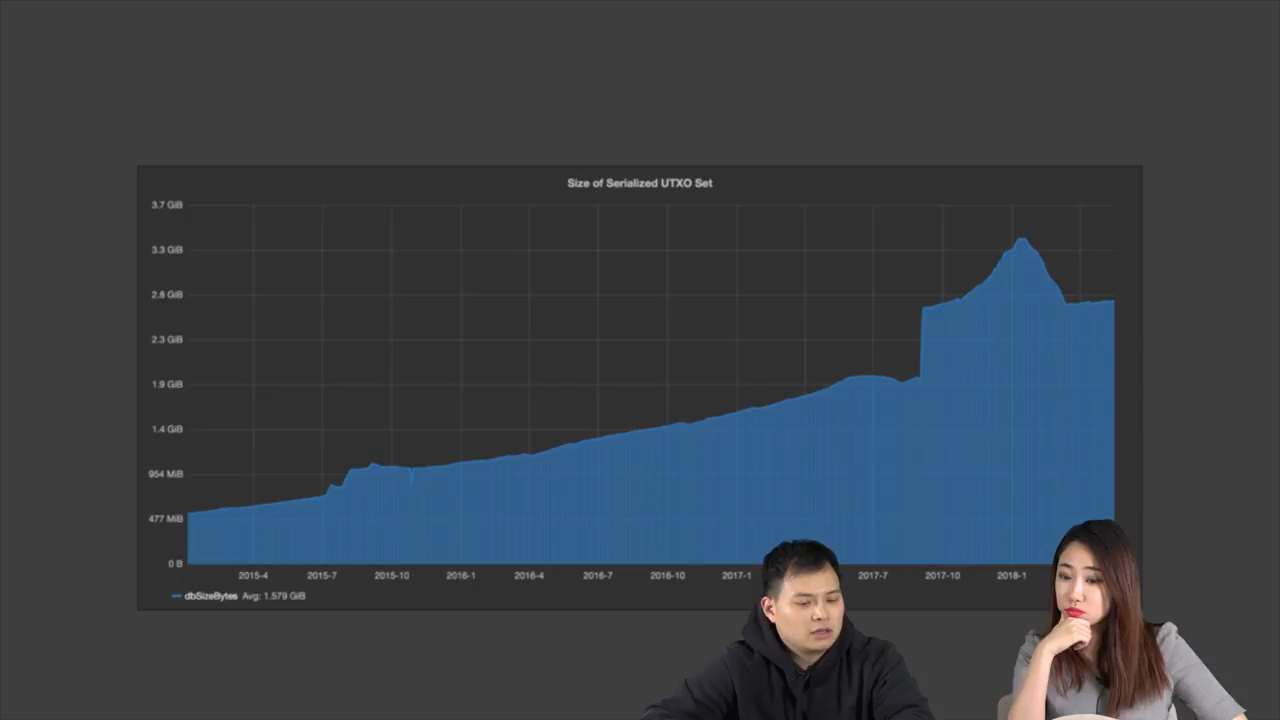 Size of Serialized UTXO Set
3.7 GiB
3.3 GiB
2.8 GiB
2.3 GiB
1.9 GiB
1.4 GiB
954 MiB
477 MiB
0 B
2015-4 2015-7 2015-10 2016-1 2016-4 2016-7 2016-10 2017-1 2017-7 2017-10 2018-1
dbSizeBytes Avg: 1.579 GiB